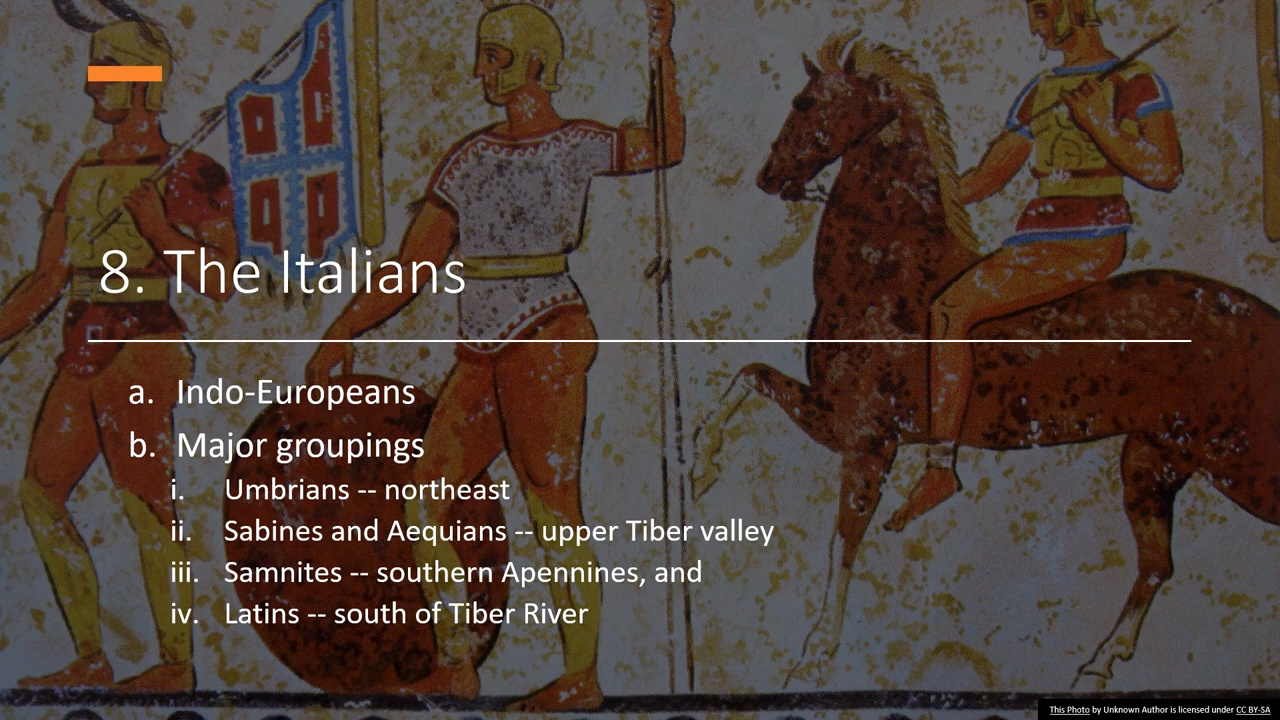 8. The Italians
a. Indo-Europeans
b. Major groupings
i. Umbrians -- northeast
ii. Sabines and Aequians -- upper Tiber valley
iii. Samnites -- southern Apennines, and
iv. Latins -- south of Tiber River
This Photo by Unknown Author is licensed under CC BY-SA